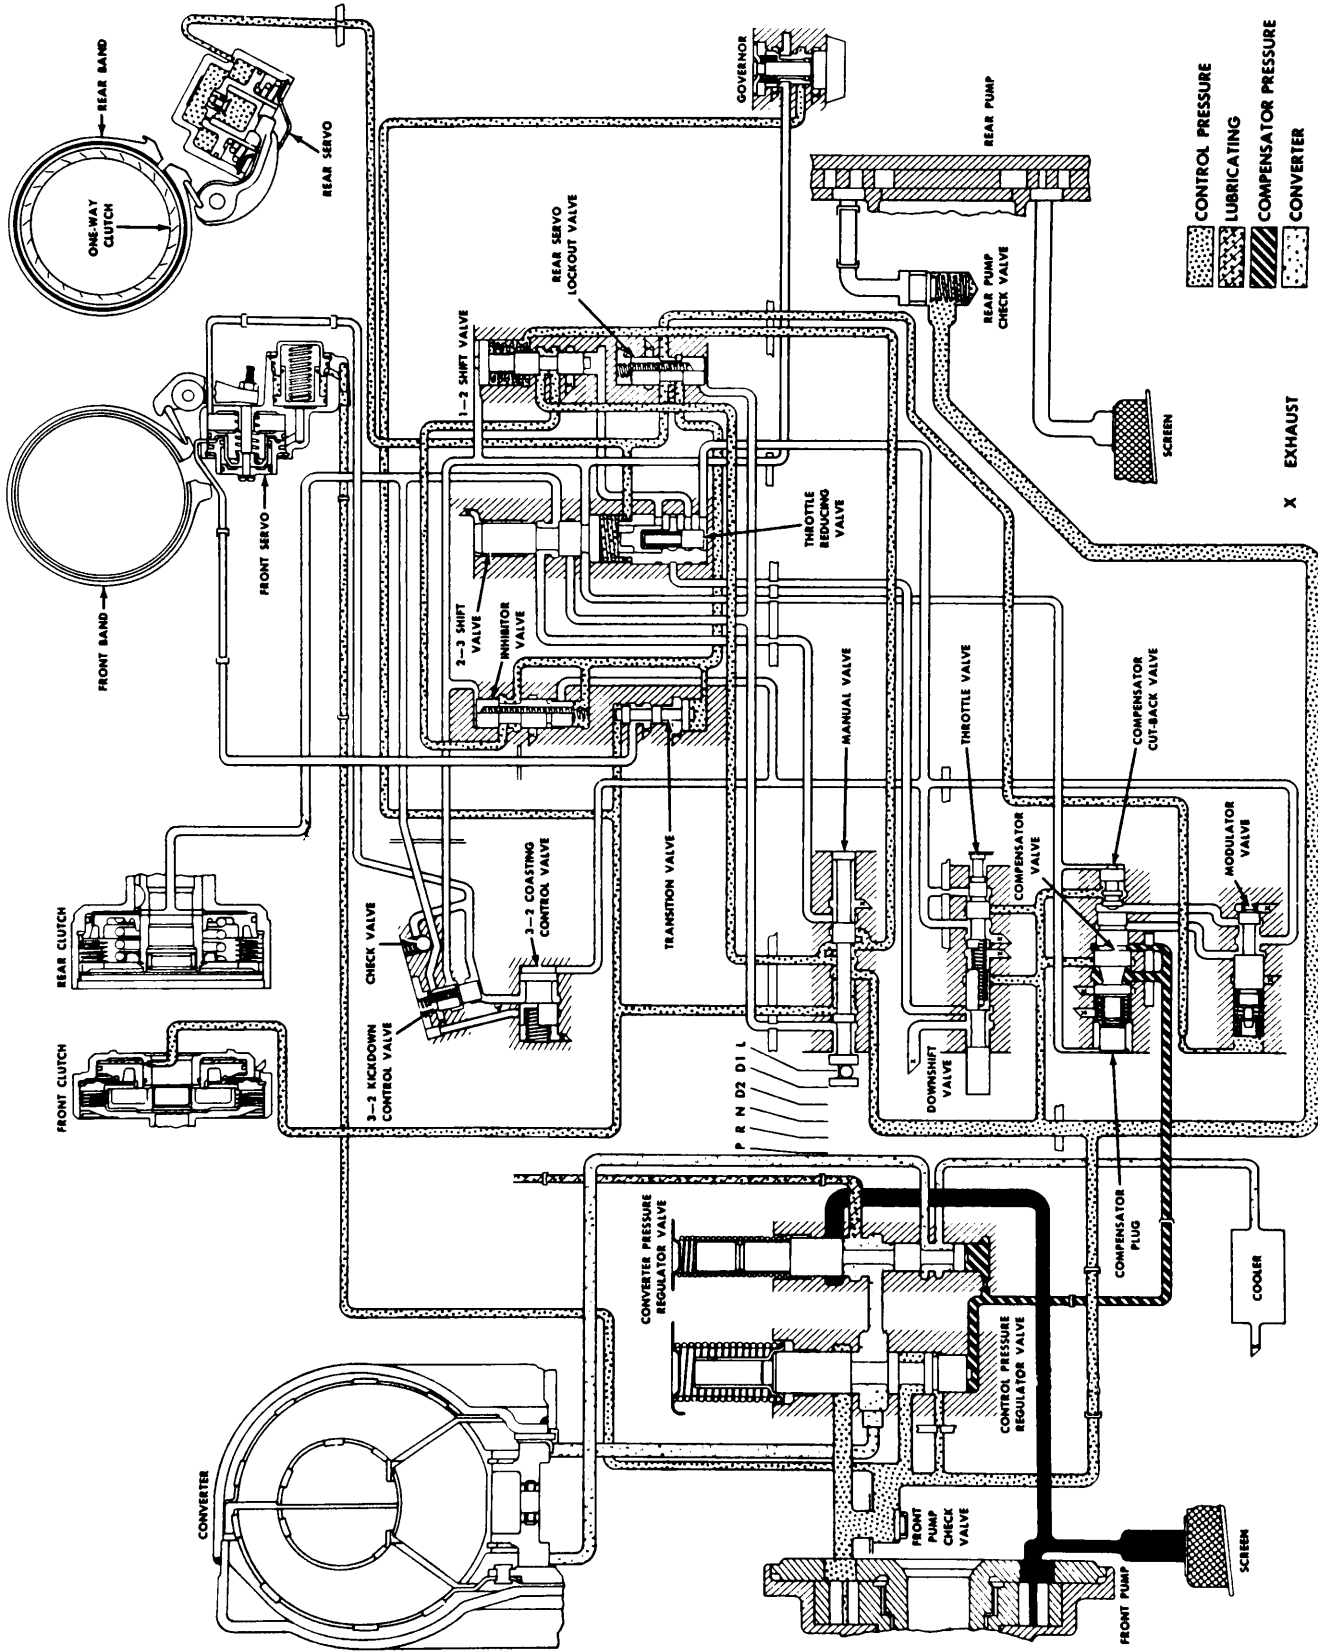 REAR BAND
ONE-WAY
CLUTCH
REAR SERVO
FRONT BAND
FRONT SERVO
REAR CLUTCH
FRONT CLUTCH
CONVERTER
GOVERNOR
1—2 SHIFT VALVE
REAR SERVO
LOCKOUT VALVE
2—3 SHIFT
VALVE
INHIBITOR
VALVE
THROTTLE
REDUCING
VALVE
CHECK VALVE
3—2 COASTING
CONTROL VALVE
3—2 KICKDOWN
CONTROL VALVE
TRANSITION VALVE
REAR PUMP
REAR PUMP
CHECK VALVE
SCREEN
MANUAL VALVE
P R N D2 D1 L
THROTTLE VALVE
DOWNSHIFT
VALVE
COMPENSATOR
VALVE
COMPENSATOR
CUT-BACK VALVE
MODULATOR
VALVE
COMPENSATOR
PLUG
CONVERTER PRESSURE
REGULATOR VALVE
CONTROL PRESSURE
REGULATOR VALVE
COOLER
FRONT
PUMP
CHECK
VALVE
FRONT PUMP
SCREEN
CONTROL PRESSURE
LUBRICATING
COMPENSATOR PRESSURE
CONVERTER
X EXHAUST